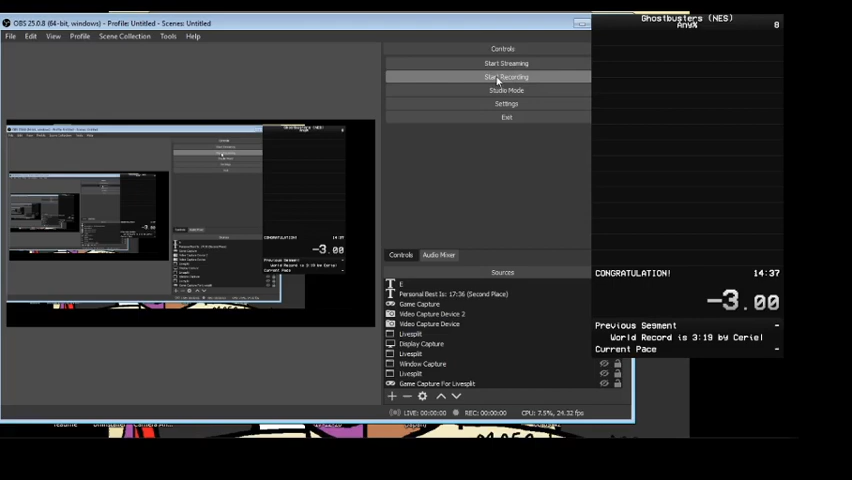 OBS 25.0.8 (64-bit, windows) - Profile: Untitled - Scenes: Untitled
File Edit View Profile Scene Collection Tools Help
Controls
Start Streaming
Start Recording
Studio Mode
Settings
Exit
Controls Audio Mixer
Sources
E
Personal Best Is: 17:36 (Second Place)
Game Capture
Video Capture Device 2
Video Capture Device
Livesplit
Display Capture
Livesplit
Window Capture
Livesplit
Game Capture For Livesplit
LIVE: 00:00:00 REC: 00:00:00 CPU: 7.5%, 24.32 fps
Ghostbusters (NES)
Any% 8
CONGRATULATION! 14:37
-3.00
Previous Segment -
World Record is 3:19 by Ceriel
Current Pace -